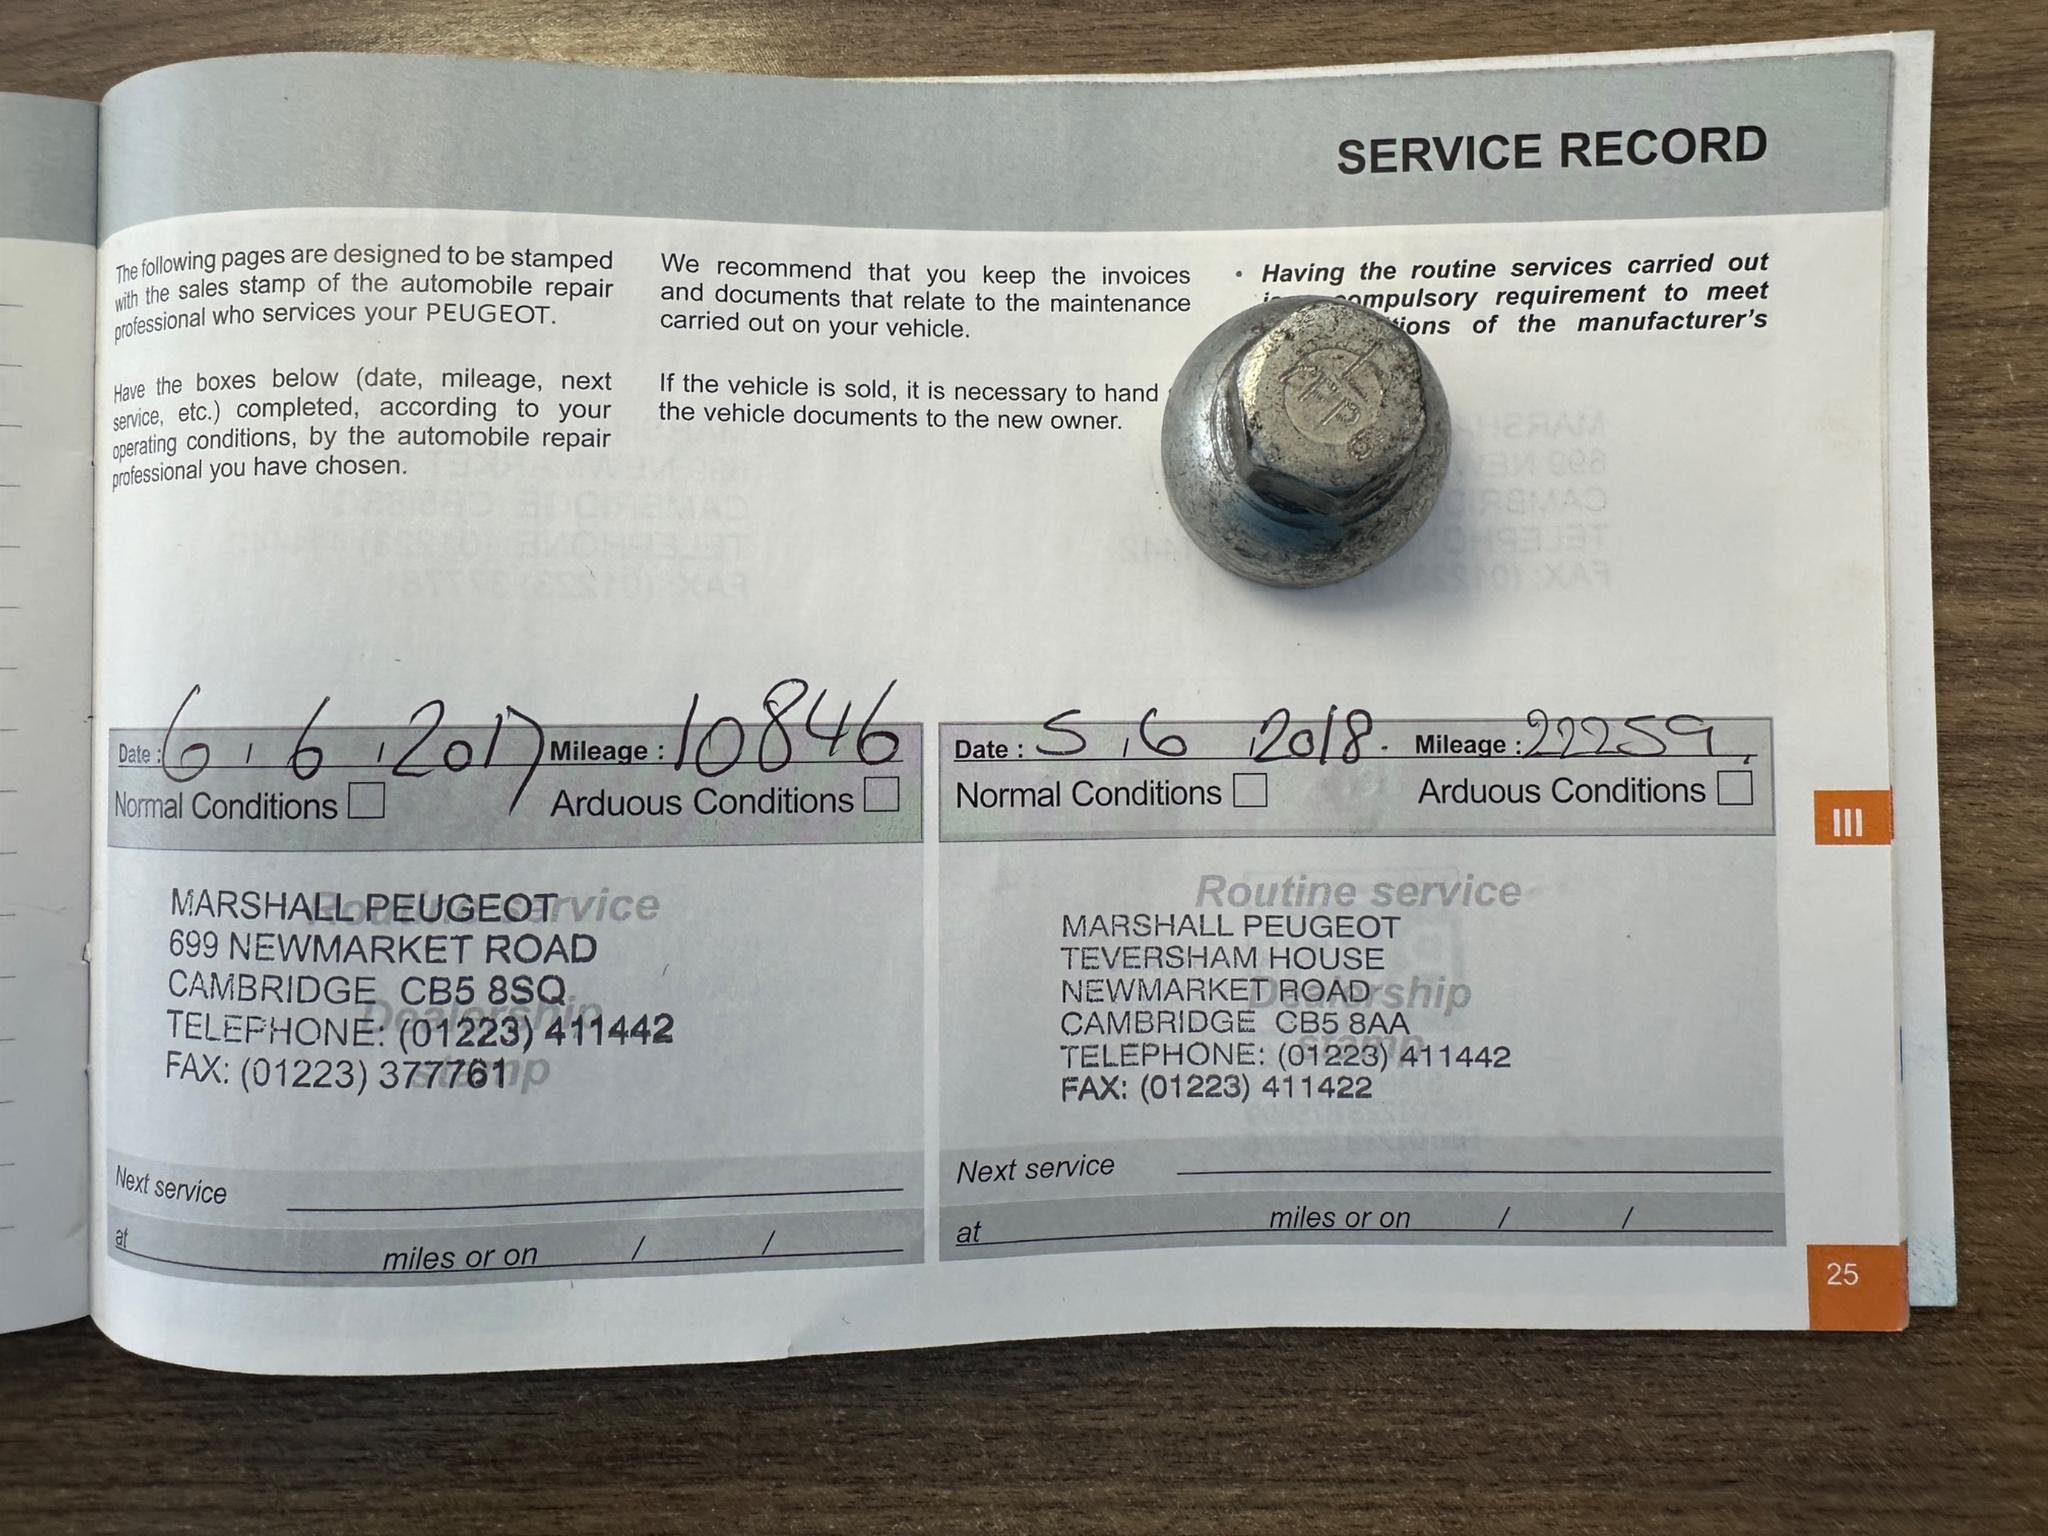 SERVICE RECORD
The following pages are designed to be stamped
with the sales stamp of the automobile repair
professional who services your PEUGEOT.
Have the boxes below (date, mileage, next
service, etc.) completed, according to your
operating conditions, by the automobile repair
professional you have chosen.
We recommend that you keep the invoices
and documents that relate to the maintenance
carried out on your vehicle.
If the vehicle is sold, it is necessary to hand
the vehicle documents to the new owner.
• Having the routine services carried out
compulsory requirement to meet
of the manufacturer's
Date : 6 . 6 . 2017 Mileage : 10846
Normal Conditions Arduous Conditions
Routine service
MARSHALL PEUGEOT
699 NEWMARKET ROAD
CAMBRIDGE CB5 8SQ
Dealership
TELEPHONE: (01223) 411442
stamp
FAX: (01223) 377761
Next service
at miles or on / /
Date : 5 . 6 . 2018 . Mileage : 22259
Normal Conditions Arduous Conditions
Routine service
MARSHALL PEUGEOT
TEVERSHAM HOUSE
NEWMARKET ROAD
Dealership
CAMBRIDGE CB5 8AA
stamp
TELEPHONE: (01223) 411442
FAX: (01223) 411422
Next service
at miles or on / /
III
25